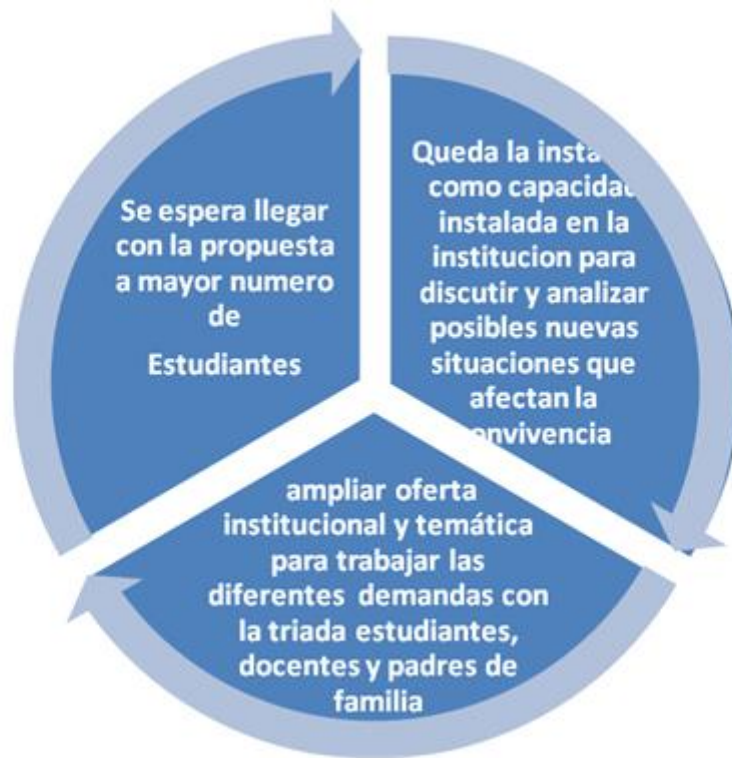 Se espera llegar
con la propuesta
a mayor numero
de
Estudiantes
Queda la
como capacidad
instalada en la
institucion para
discutir y analizar
posibles nuevas
situaciones que
afectan la
convivencia
ampliar oferta
institucional y temática
para trabajar las
diferentes demandas con
la triada estudiantes,
docentes y padres de
familia